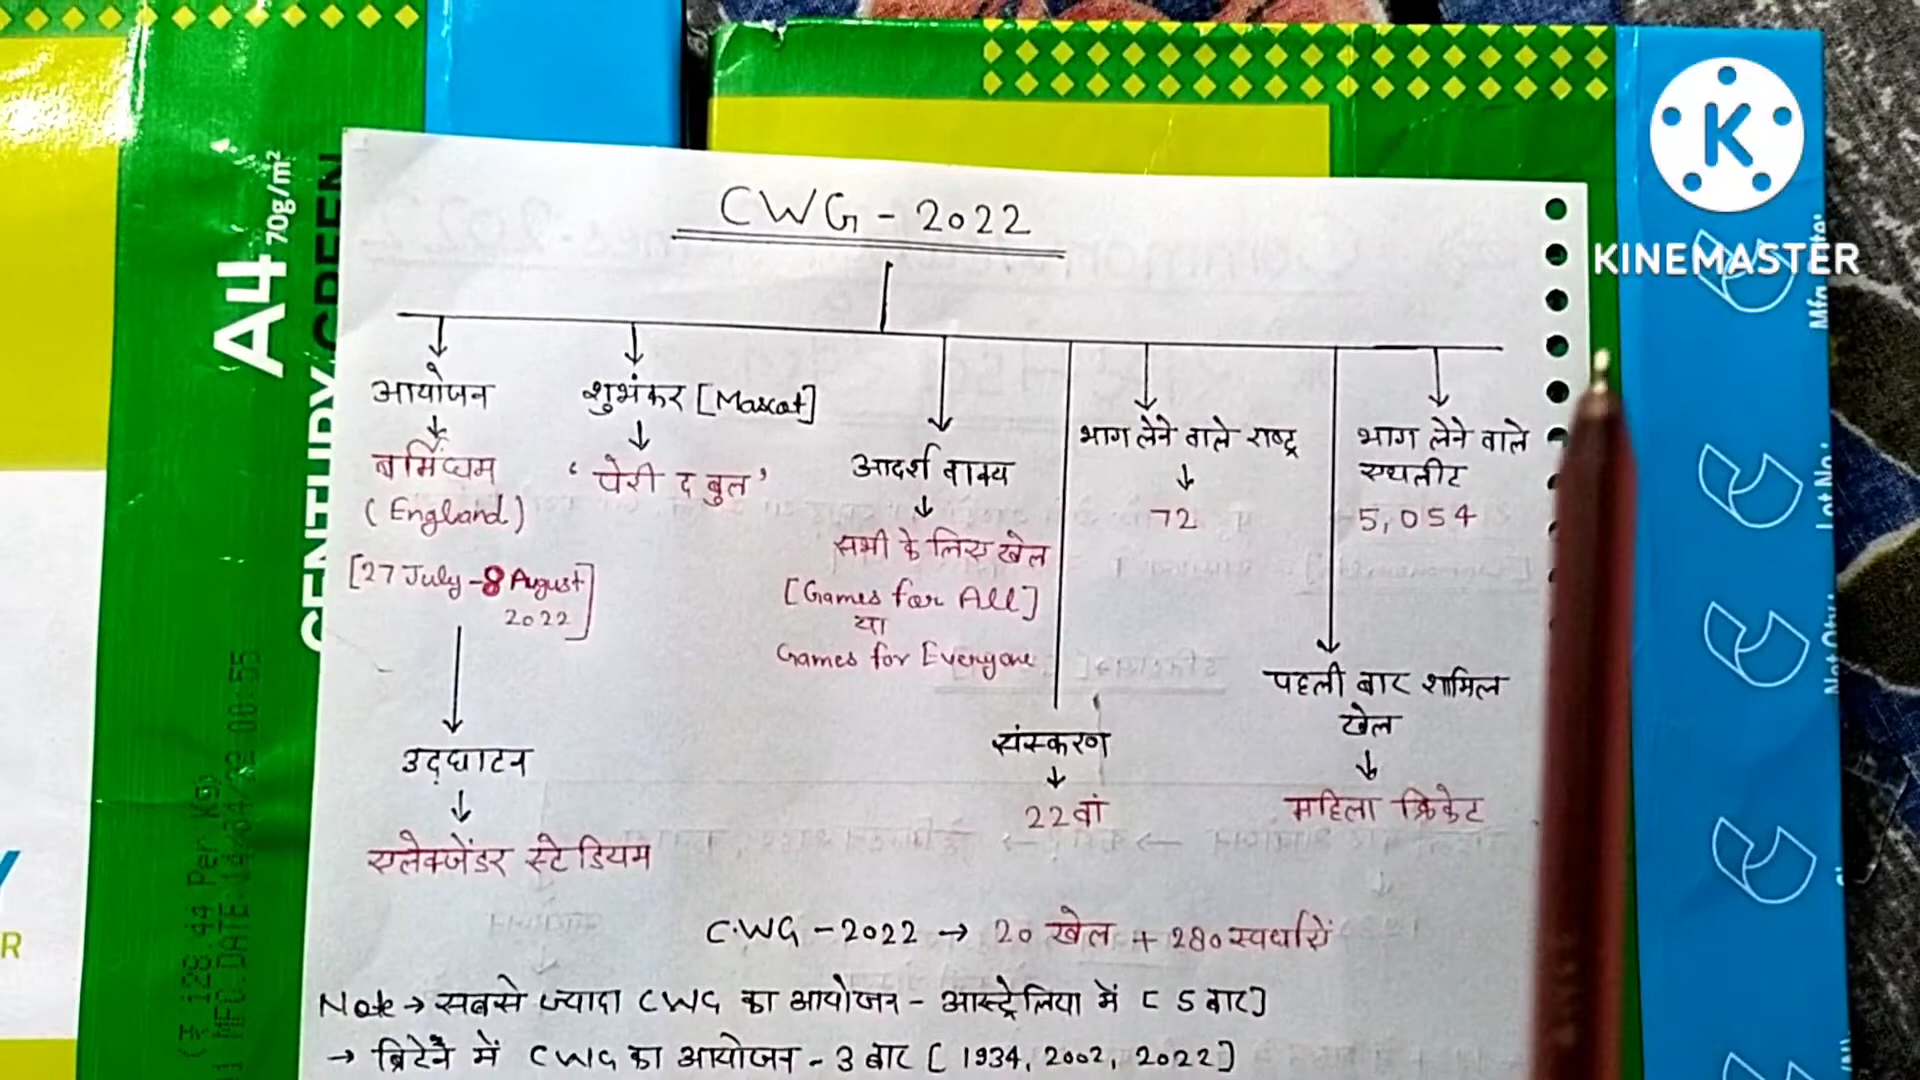 CWG - 2022
आयोजन
बर्मिंघम
(England)
[27 July - 8 August
2022]
उद्घाटन
एलेक्जेंडर स्टेडियम
शुभंकर [Mascot]
'पेरी द बुल'
आदर्श वाक्य
सभी के लिए खेल
[Games for All]
या
Games for Everyone
संस्करण
22वां
भाग लेने वाले राष्ट्र
72
पहली बार शामिल
खेल
महिला क्रिकेट
भाग लेने वाले
एथलीट
5,054
C.WG - 2022 → 20 खेल + 280 स्पर्धाएं
Note → सबसे ज्यादा CWG का आयोजन - आस्ट्रेलिया में [5 बार]
→ ब्रिटेन में CWG का आयोजन - 3 बार [1934, 2002, 2022]
A4 70g/m²
CENTURY GREEN
K
KINEMASTER